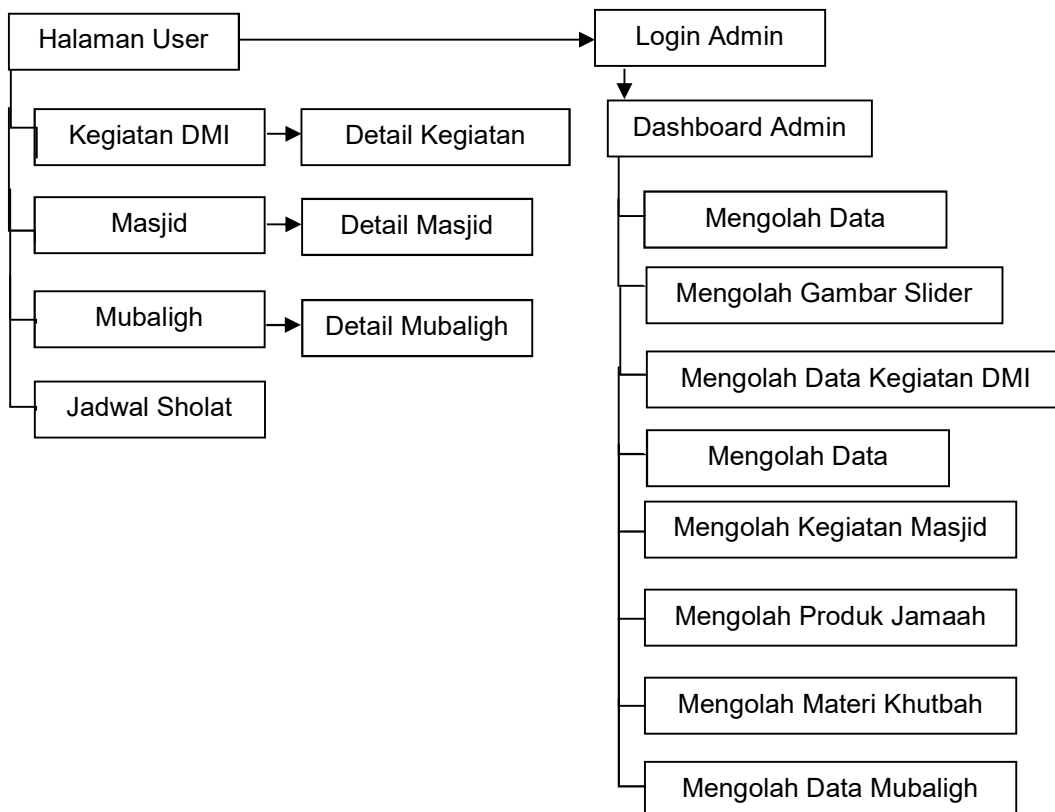 Halaman User
Login Admin
Dashboard Admin
Kegiatan DMI
Detail Kegiatan
Masjid
Detail Masjid
Mubaligh
Detail Mubaligh
Jadwal Sholat
Mengolah Data
Mengolah Gambar Slider
Mengolah Data Kegiatan DMI
Mengolah Data
Mengolah Kegiatan Masjid
Mengolah Produk Jamaah
Mengolah Materi Khutbah
Mengolah Data Mubaligh